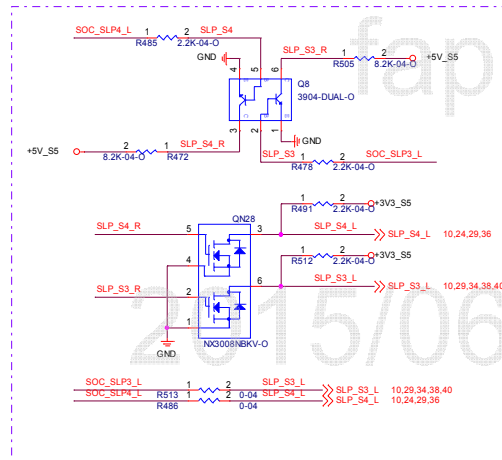 SOC_SLP4_L 1 2 SLP_S4
R485 2.2K-04-O
SLP_S3_R 1 2 +5V_S5
R505 8.2K-04-O
GND 4 5 6
Q8
3904-DUAL-O
3 2 1 GND
+5V_S5 2 1 SLP_S4_R
8.2K-04-O R472
SLP_S3 1 2 SOC_SLP3_L
R478 2.2K-04-O
1 2 +3V3_S5
R491 2.2K-04-O
QN28
SLP_S4_R 5 3 SLP_S4_L SLP_S4_L 10,24,29,36
4
1 2 +3V3_S5
R512 2.2K-04-O
SLP_S3_R 2 6 SLP_S3_L SLP_S3_L 10,29,34,38,40
1
GND NX3008NBKV-O
SOC_SLP3_L 1 2 SLP_S3_L SLP_S3_L 10,29,34,38,40
R513 0-04
SOC_SLP4_L 1 2 SLP_S4_L SLP_S4_L 10,24,29,36
R486 0-04
fap
2015/06